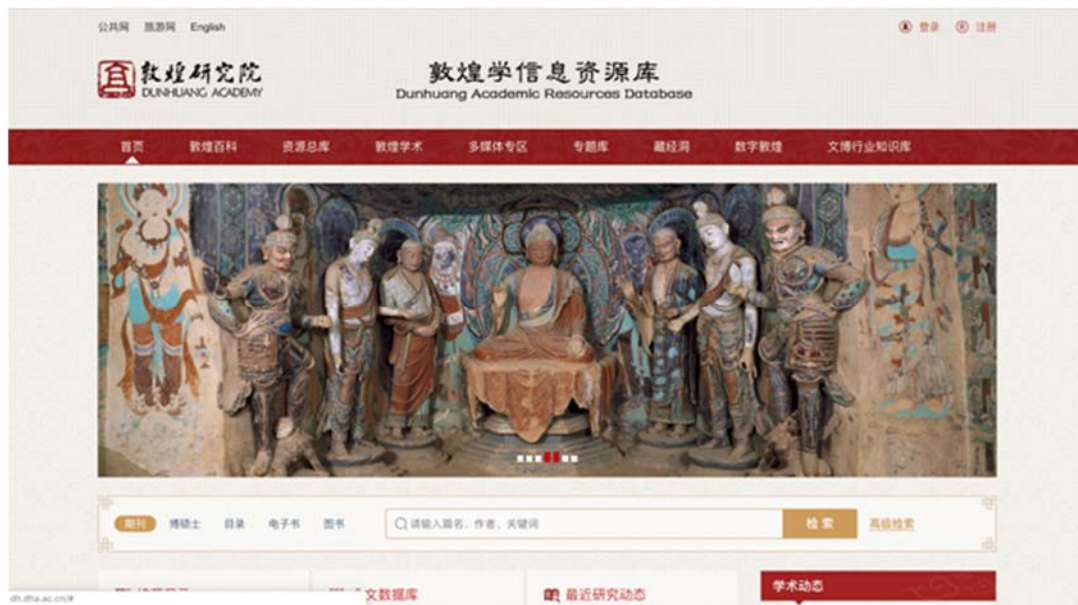 公共网 旅游网 English 登录 注册
敦煌研究院
DUNHUANG ACADEMY
敦煌学信息资源库
Dunhuang Academic Resources Database
首页 敦煌百科 资源总库 敦煌学术 多媒体专区 专题库 藏经洞 数字敦煌 文博行业知识库
期刊 博硕士 目录 电子书 图书 请输入篇名、作者、关键词 检索 高级检索
文数据库 最近研究动态 学术动态
dh.dha.ac.cn/#